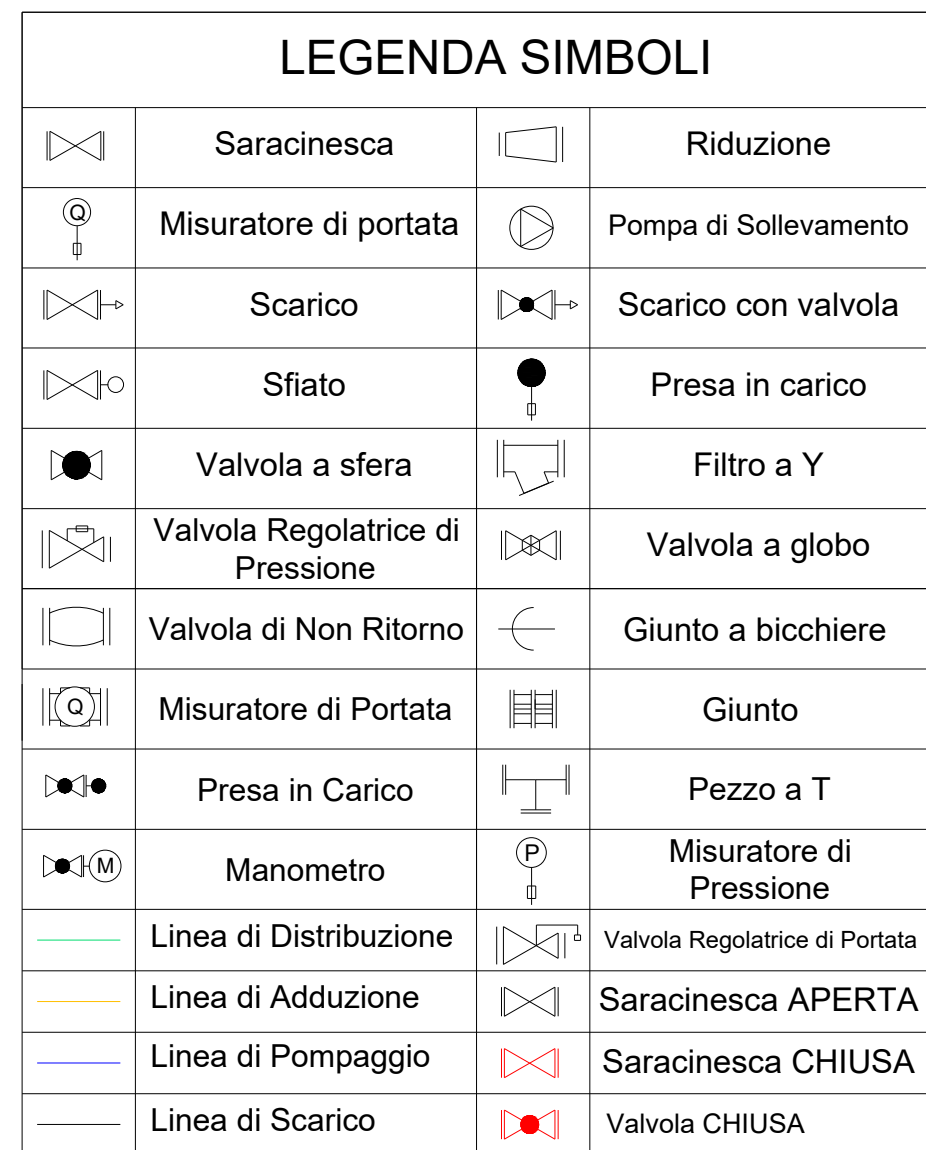 LEGENDA SIMBOLI
Saracinesca
Riduzione
Q
Misuratore di portata
Pompa di Sollevamento
Scarico
Scarico con valvola
Sfiato
Presa in carico
Valvola a sfera
Filtro a Y
Valvola Regolatrice di
Pressione
Valvola a globo
Valvola di Non Ritorno
Giunto a bicchiere
Q
Misuratore di Portata
Giunto
Presa in Carico
Pezzo a T
M
Manometro
P
Misuratore di
Pressione
Linea di Distribuzione
Valvola Regolatrice di Portata
Linea di Adduzione
Saracinesca APERTA
Linea di Pompaggio
Saracinesca CHIUSA
Linea di Scarico
Valvola CHIUSA